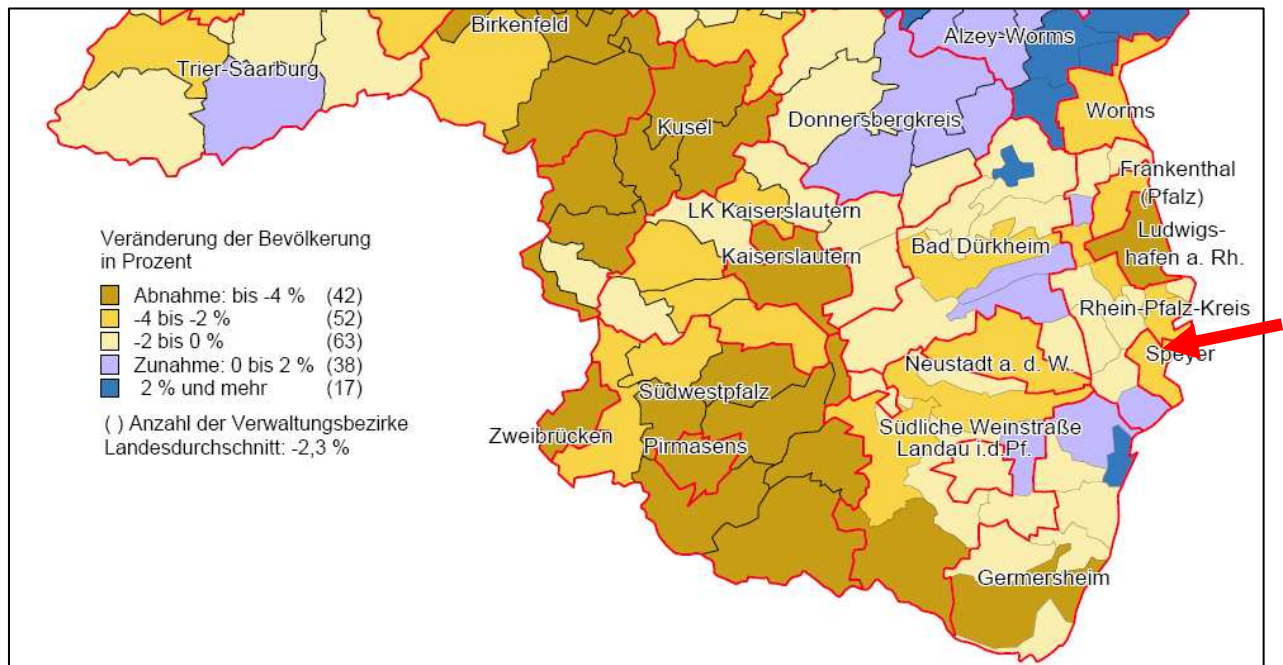 Birkenfeld
Alzey-Worms
Trier-Saarburg
Worms
Kusel
Donnersbergkreis
Frankenthal
(Pfalz)
LK Kaiserslautern
Ludwigs-
hafen a. Rh.
Bad Dürkheim
Kaiserslautern
Rhein-Pfalz-Kreis
Speyer
Neustadt a. d. W.
Südwestpfalz
Südliche Weinstraße
Zweibrücken
Pirmasens
Landau i.d.Pf.
Germersheim
Veränderung der Bevölkerung
in Prozent
Abnahme: bis -4 % (42)
-4 bis -2 % (52)
-2 bis 0 % (63)
Zunahme: 0 bis 2 % (38)
2 % und mehr (17)
( ) Anzahl der Verwaltungsbezirke
Landesdurchschnitt: -2,3 %